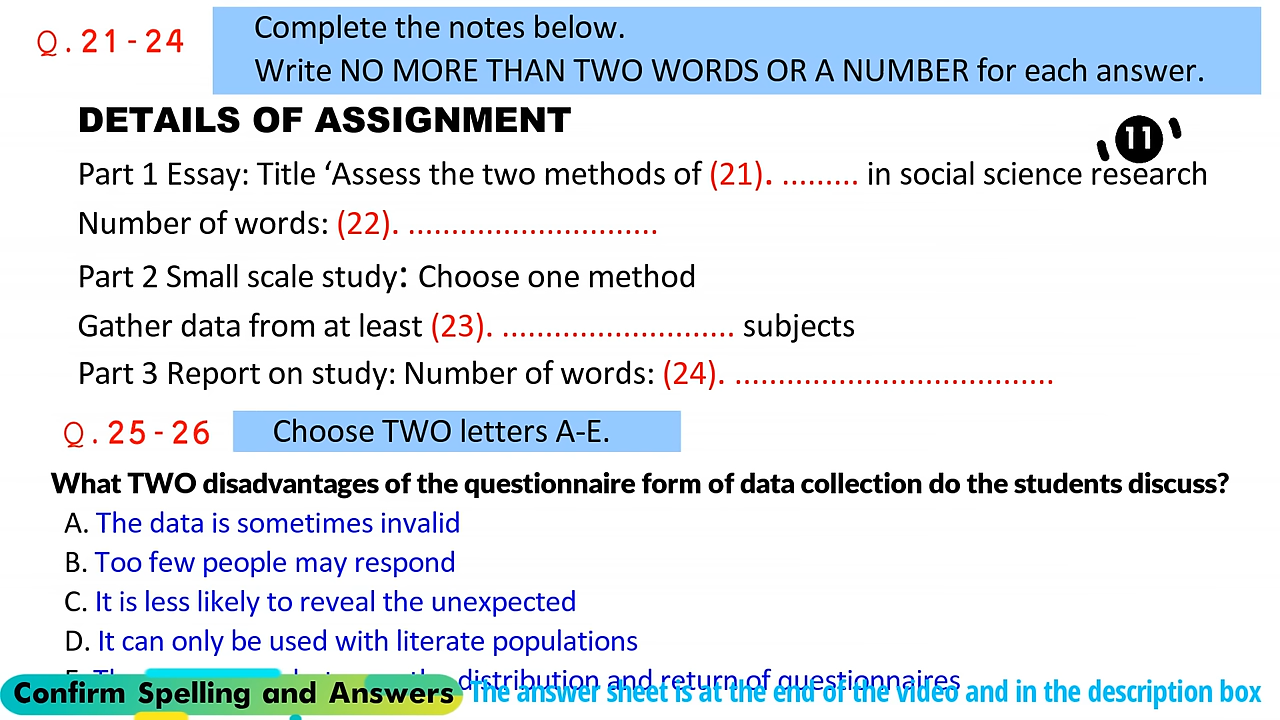 Q.21-24
Complete the notes below.
Write NO MORE THAN TWO WORDS OR A NUMBER for each answer.
DETAILS OF ASSIGNMENT
11
Part 1 Essay: Title ‘Assess the two methods of (21). ......... in social science research
Number of words: (22). .............................
Part 2 Small scale study: Choose one method
Gather data from at least (23). ........................... subjects
Part 3 Report on study: Number of words: (24). .....................................
Q.25-26
Choose TWO letters A-E.
What TWO disadvantages of the questionnaire form of data collection do the students discuss?
A. The data is sometimes invalid
B. Too few people may respond
C. It is less likely to reveal the unexpected
D. It can only be used with literate populations
distribution and return of questionnaires
Confirm Spelling and Answers
The answer sheet is at the end of the video and in the description box